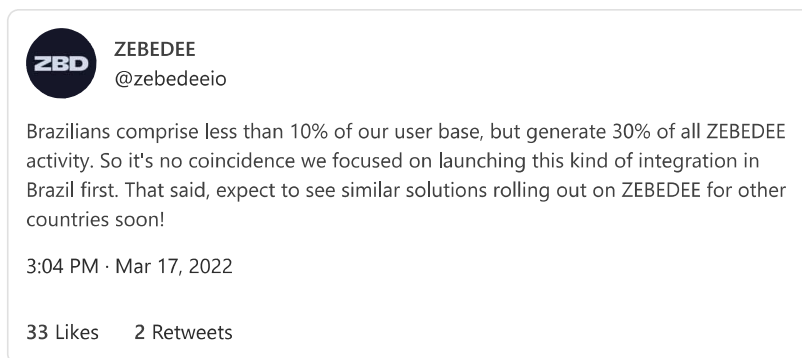 ZBD
ZEBEDEE
@zebedeeio
Brazilians comprise less than 10% of our user base, but generate 30% of all ZEBEDEE
activity. So it's no coincidence we focused on launching this kind of integration in
Brazil first. That said, expect to see similar solutions rolling out on ZEBEDEE for other
countries soon!
3:04 PM · Mar 17, 2022
33 Likes 2 Retweets